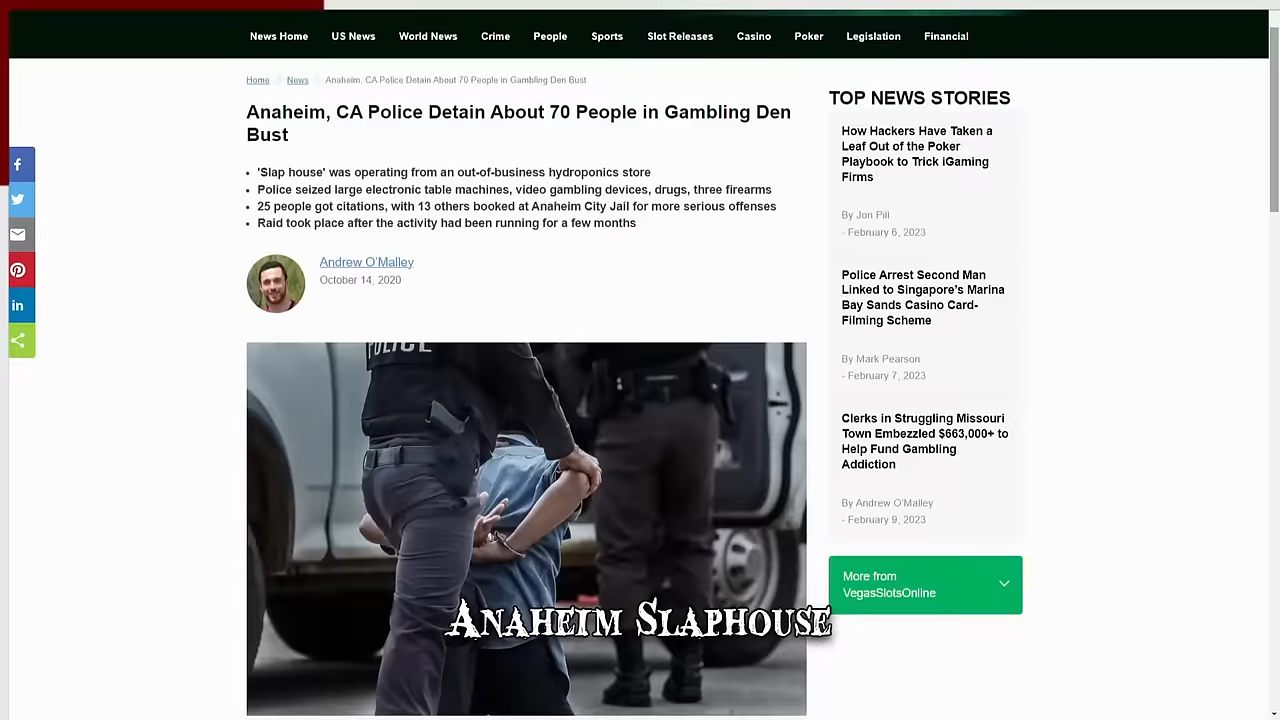 News Home US News World News Crime People Sports Slot Releases Casino Poker Legislation Financial
Home News Anaheim, CA Police Detain About 70 People in Gambling Den Bust
Anaheim, CA Police Detain About 70 People in Gambling Den
Bust
'Slap house' was operating from an out-of-business hydroponics store
Police seized large electronic table machines, video gambling devices, drugs, three firearms
25 people got citations, with 13 others booked at Anaheim City Jail for more serious offenses
Raid took place after the activity had been running for a few months
Andrew O'Malley
October 14, 2020
POLICE
Anaheim Slaphouse
TOP NEWS STORIES
How Hackers Have Taken a
Leaf Out of the Poker
Playbook to Trick iGaming
Firms
By Jon Pill
- February 6, 2023
Police Arrest Second Man
Linked to Singapore's Marina
Bay Sands Casino Card-
Filming Scheme
By Mark Pearson
- February 7, 2023
Clerks in Struggling Missouri
Town Embezzled $663,000+ to
Help Fund Gambling
Addiction
By Andrew O'Malley
- February 9, 2023
More from
VegasSlotsOnline